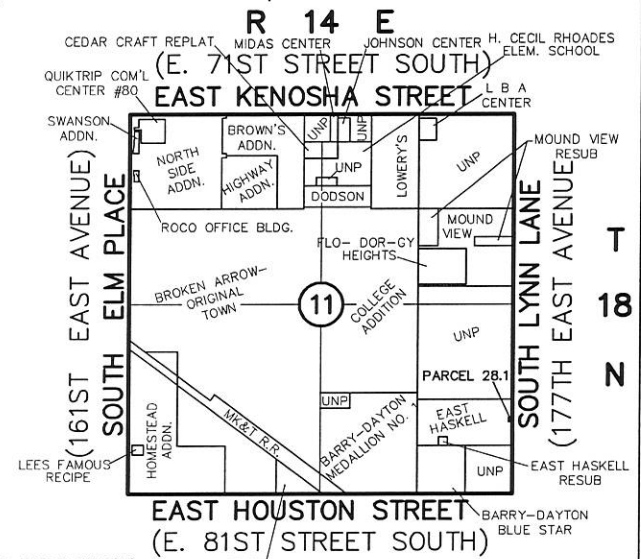 R 14 E
CEDAR CRAFT REPLAT
MIDAS CENTER
JOHNSON CENTER
H. CECIL RHOADES
ELEM. SCHOOL
(E. 71ST STREET SOUTH)
QUIKTRIP COM'L
CENTER #80
EAST KENOSHA STREET
L B A
CENTER
SWANSON
ADDN.
NORTH
SIDE
ADDN.
BROWN'S
ADDN.
HIGHWAY
ADDN.
UNP
UNP
UNP
DODSON
LOWERY'S
UNP
MOUND VIEW
RESUB
ROCO OFFICE BLDG.
MOUND
VIEW
FLO- DOR-GY
HEIGHTS
(161ST EAST AVENUE)
SOUTH ELM PLACE
SOUTH LYNN LANE
(177TH EAST AVENUE)
T
18
N
BROKEN ARROW-
ORIGINAL
TOWN
11
COLLEGE
ADDITION
UNP
PARCEL 28.1
UNP
EAST
HASKELL
HOMESTEAD
ADDN.
MK&T R.R.
BARRY-DAYTON
MEDALLION NO. 1
LEES FAMOUS
RECIPE
UNP
EAST HASKELL
RESUB
EAST HOUSTON STREET
BARRY-DAYTON
BLUE STAR
(E. 81ST STREET SOUTH)